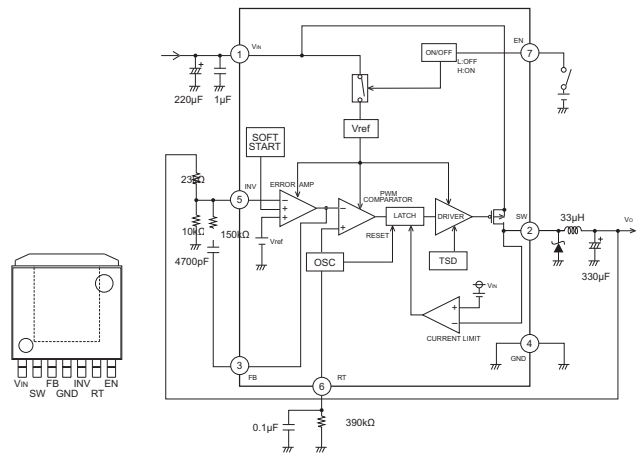 1
VIN
220µF
1µF
ON/OFF
L:OFF
H:ON
EN
7
SOFT
START
Vref
23kΩ
INV
5
ERROR AMP
PWM
COMPARATOR
LATCH
DRIVER
SW
2
33µH
VO
330µF
10kΩ
150kΩ
4700pF
Vref
RESET
OSC
TSD
VIN
CURRENT LIMIT
4
GND
3
FB
6
RT
0.1µF
390kΩ
VIN FB INV EN
SW GND RT
+
−
+
+
−
+
+
−
+